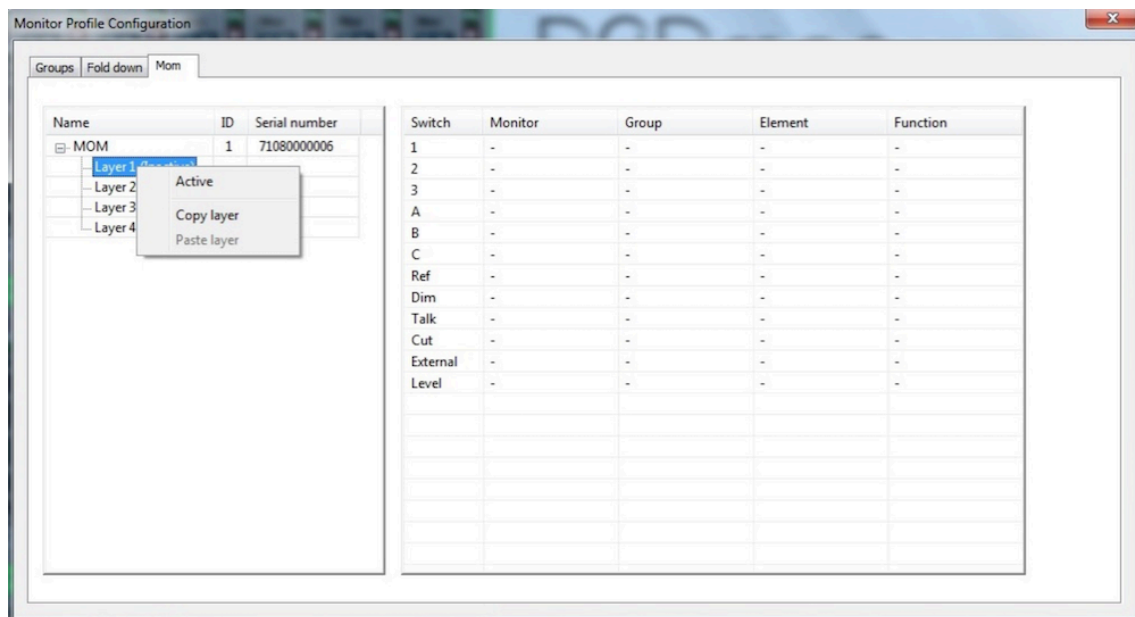 Monitor Profile Configuration
Groups Fold down Mom
Name ID Serial number
MOM 1 71080000006
Layer 1 (Inactive)
Layer 2
Layer 3
Layer 4
Active
Copy layer
Paste layer
Switch Monitor Group Element Function
1 - - - -
2 - - - -
3 - - - -
A - - - -
B - - - -
C - - - -
Ref - - - -
Dim - - - -
Talk - - - -
Cut - - - -
External - - - -
Level - - - -